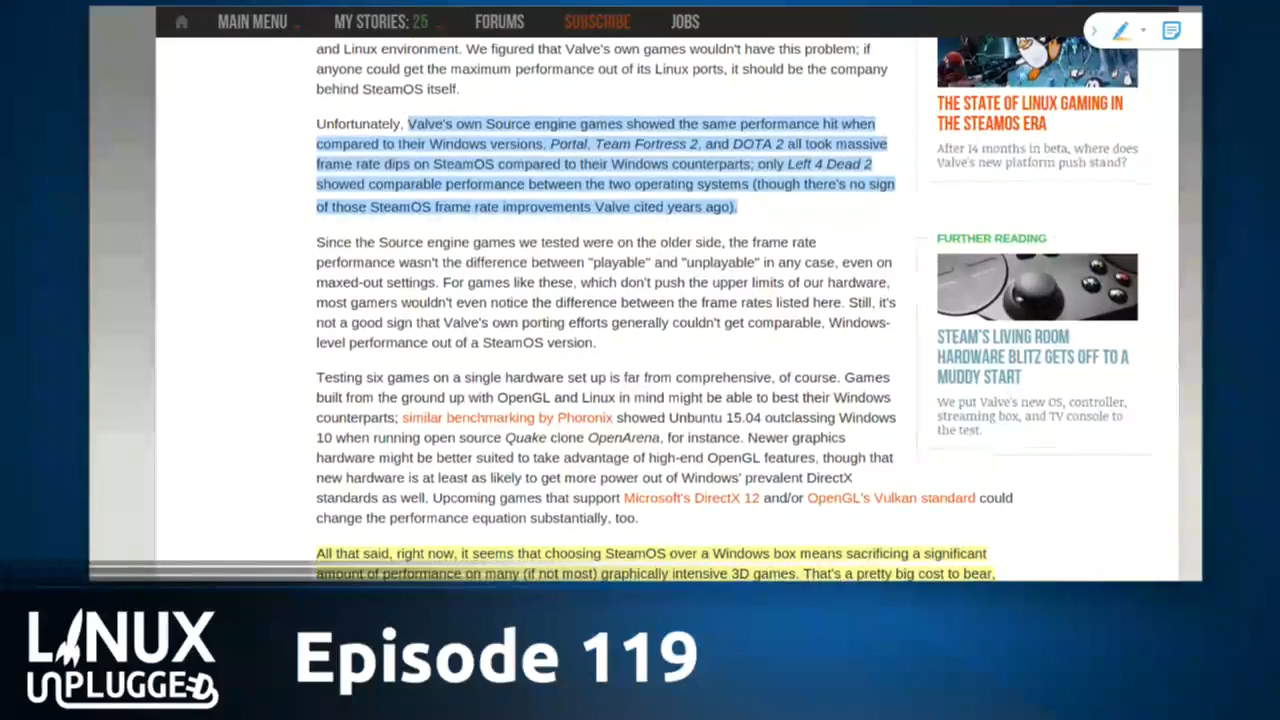 MAIN MENU
MY STORIES: 25
FORUMS
SUBSCRIBE
JOBS
and Linux environment. We figured that Valve's own games wouldn't have this problem; if
anyone could get the maximum performance out of its Linux ports, it should be the company
behind SteamOS itself.
Unfortunately, Valve's own Source engine games showed the same performance hit when
compared to their Windows versions. Portal, Team Fortress 2, and DOTA 2 all took massive
frame rate dips on SteamOS compared to their Windows counterparts; only Left 4 Dead 2
showed comparable performance between the two operating systems (though there's no sign
of those SteamOS frame rate improvements Valve cited years ago).
Since the Source engine games we tested were on the older side, the frame rate
performance wasn't the difference between "playable" and "unplayable" in any case, even on
maxed-out settings. For games like these, which don't push the upper limits of our hardware,
most gamers wouldn't even notice the difference between the frame rates listed here. Still, it's
not a good sign that Valve's own porting efforts generally couldn't get comparable, Windows-
level performance out of a SteamOS version.
Testing six games on a single hardware set up is far from comprehensive, of course. Games
built from the ground up with OpenGL and Linux in mind might be able to best their Windows
counterparts; similar benchmarking by Phoronix showed Unbuntu 15.04 outclassing Windows
10 when running open source Quake clone OpenArena, for instance. Newer graphics
hardware might be better suited to take advantage of high-end OpenGL features, though that
new hardware is at least as likely to get more power out of Windows' prevalent DirectX
standards as well. Upcoming games that support Microsoft's DirectX 12 and/or OpenGL's Vulkan standard could
change the performance equation substantially, too.
All that said, right now, it seems that choosing SteamOS over a Windows box means sacrificing a significant
amount of performance on many (if not most) graphically intensive 3D games. That's a pretty big cost to bear,
THE STATE OF LINUX GAMING IN
THE STEAMOS ERA
After 14 months in beta, where does
Valve's new platform push stand?
FURTHER READING
STEAM'S LIVING ROOM
HARDWARE BLITZ GETS OFF TO A
MUDDY START
We put Valve's new OS, controller,
streaming box, and TV console to
the test.
LINUX
UNPLUGGED
Episode 119